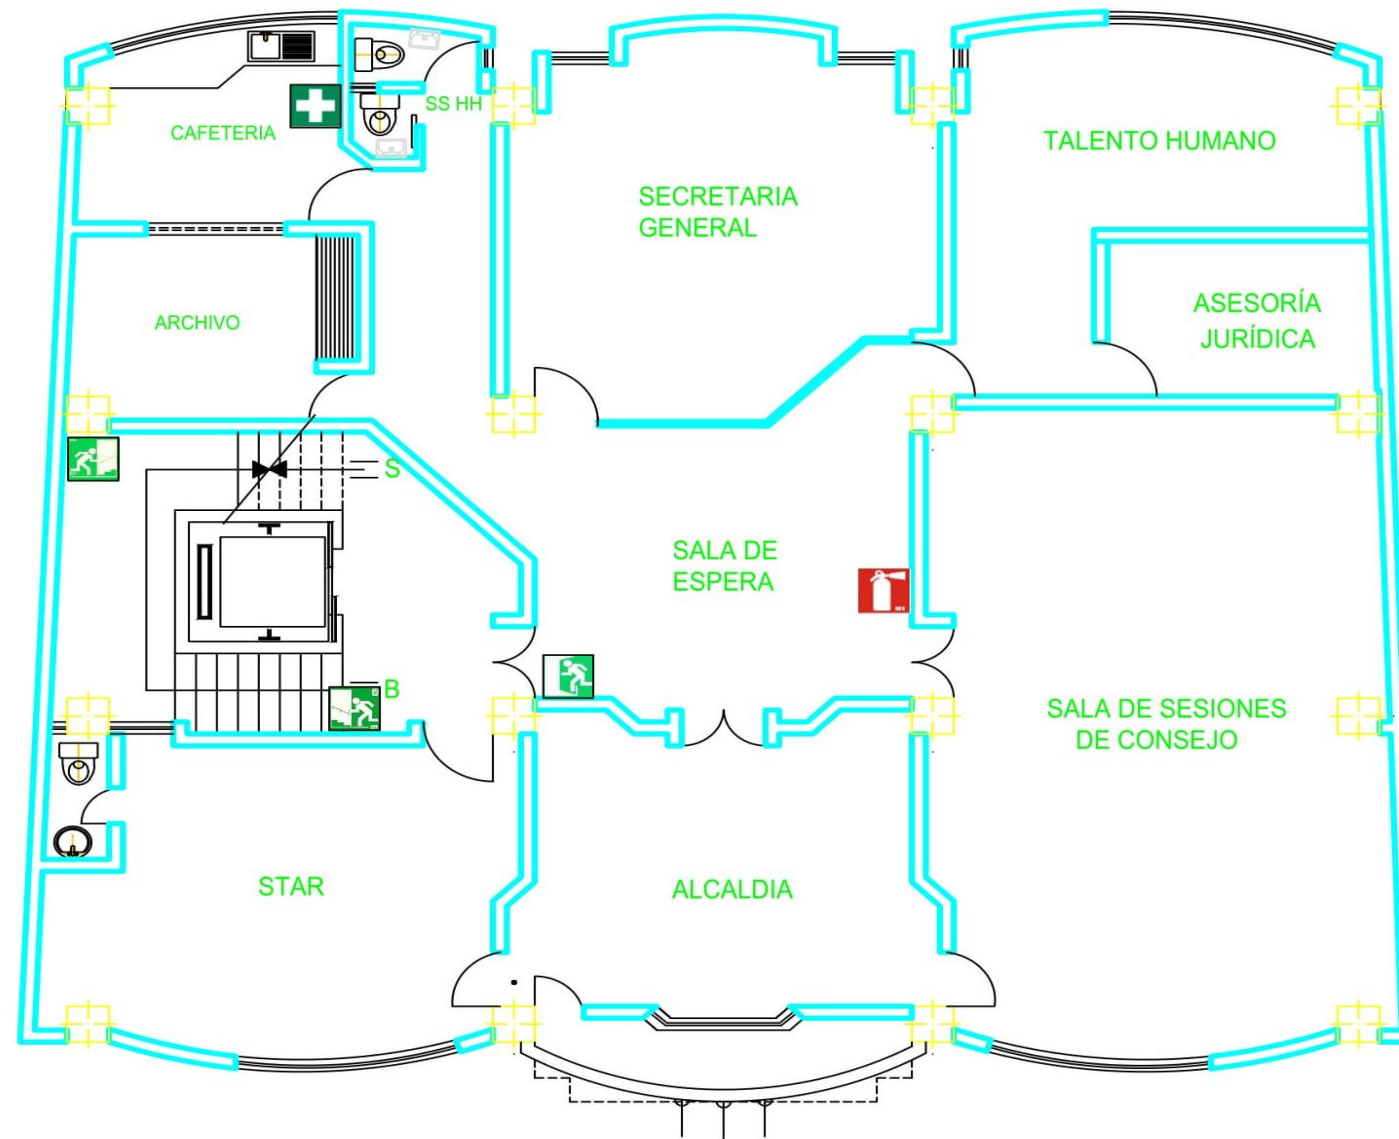 SS HH
CAFETERIA
TALENTO HUMANO
SECRETARIA
GENERAL
ASESORÍA
JURÍDICA
ARCHIVO
S
SALA DE
ESPERA
B
SALA DE SESIONES
DE CONSEJO
STAR
ALCALDIA